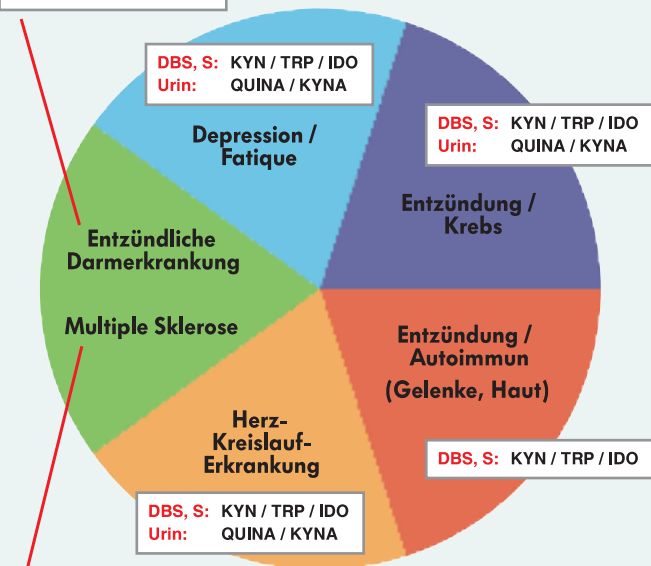 DBS, S: KYN / TRP / IDO
Urin: QUINA / KYNA
Depression /
Fatique
DBS, S: KYN / TRP / IDO
Urin: QUINA / KYNA
Entzündung /
Krebs
Entzündliche
Darmerkrankung
Multiple Sklerose
Entzündung /
Autoimmun
(Gelenke, Haut)
Herz-
Kreislauf-
Erkrankung
DBS, S: KYN / TRP / IDO
DBS, S: KYN / TRP / IDO
Urin: QUINA / KYNA